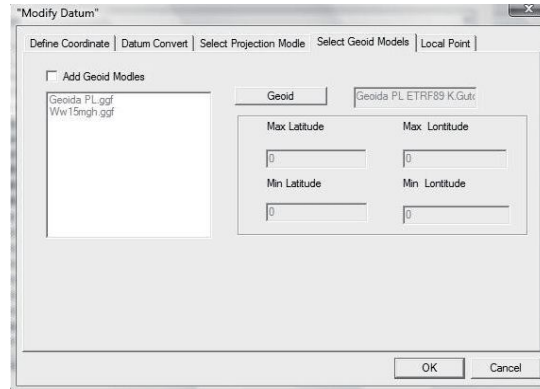 "Modify Datum"
Define Coordinate Datum Convert Select Projection Modle Select Geoid Models Local Point
Add Geoid Modles
Geoida PL.ggf
Ww15mgh.ggf
Geoid Geoida PL ETRF89 K.Gutc
Max Latitude Max Lontitude
0 0
Min Latitude Min Lontitude
0 0
OK Cancel